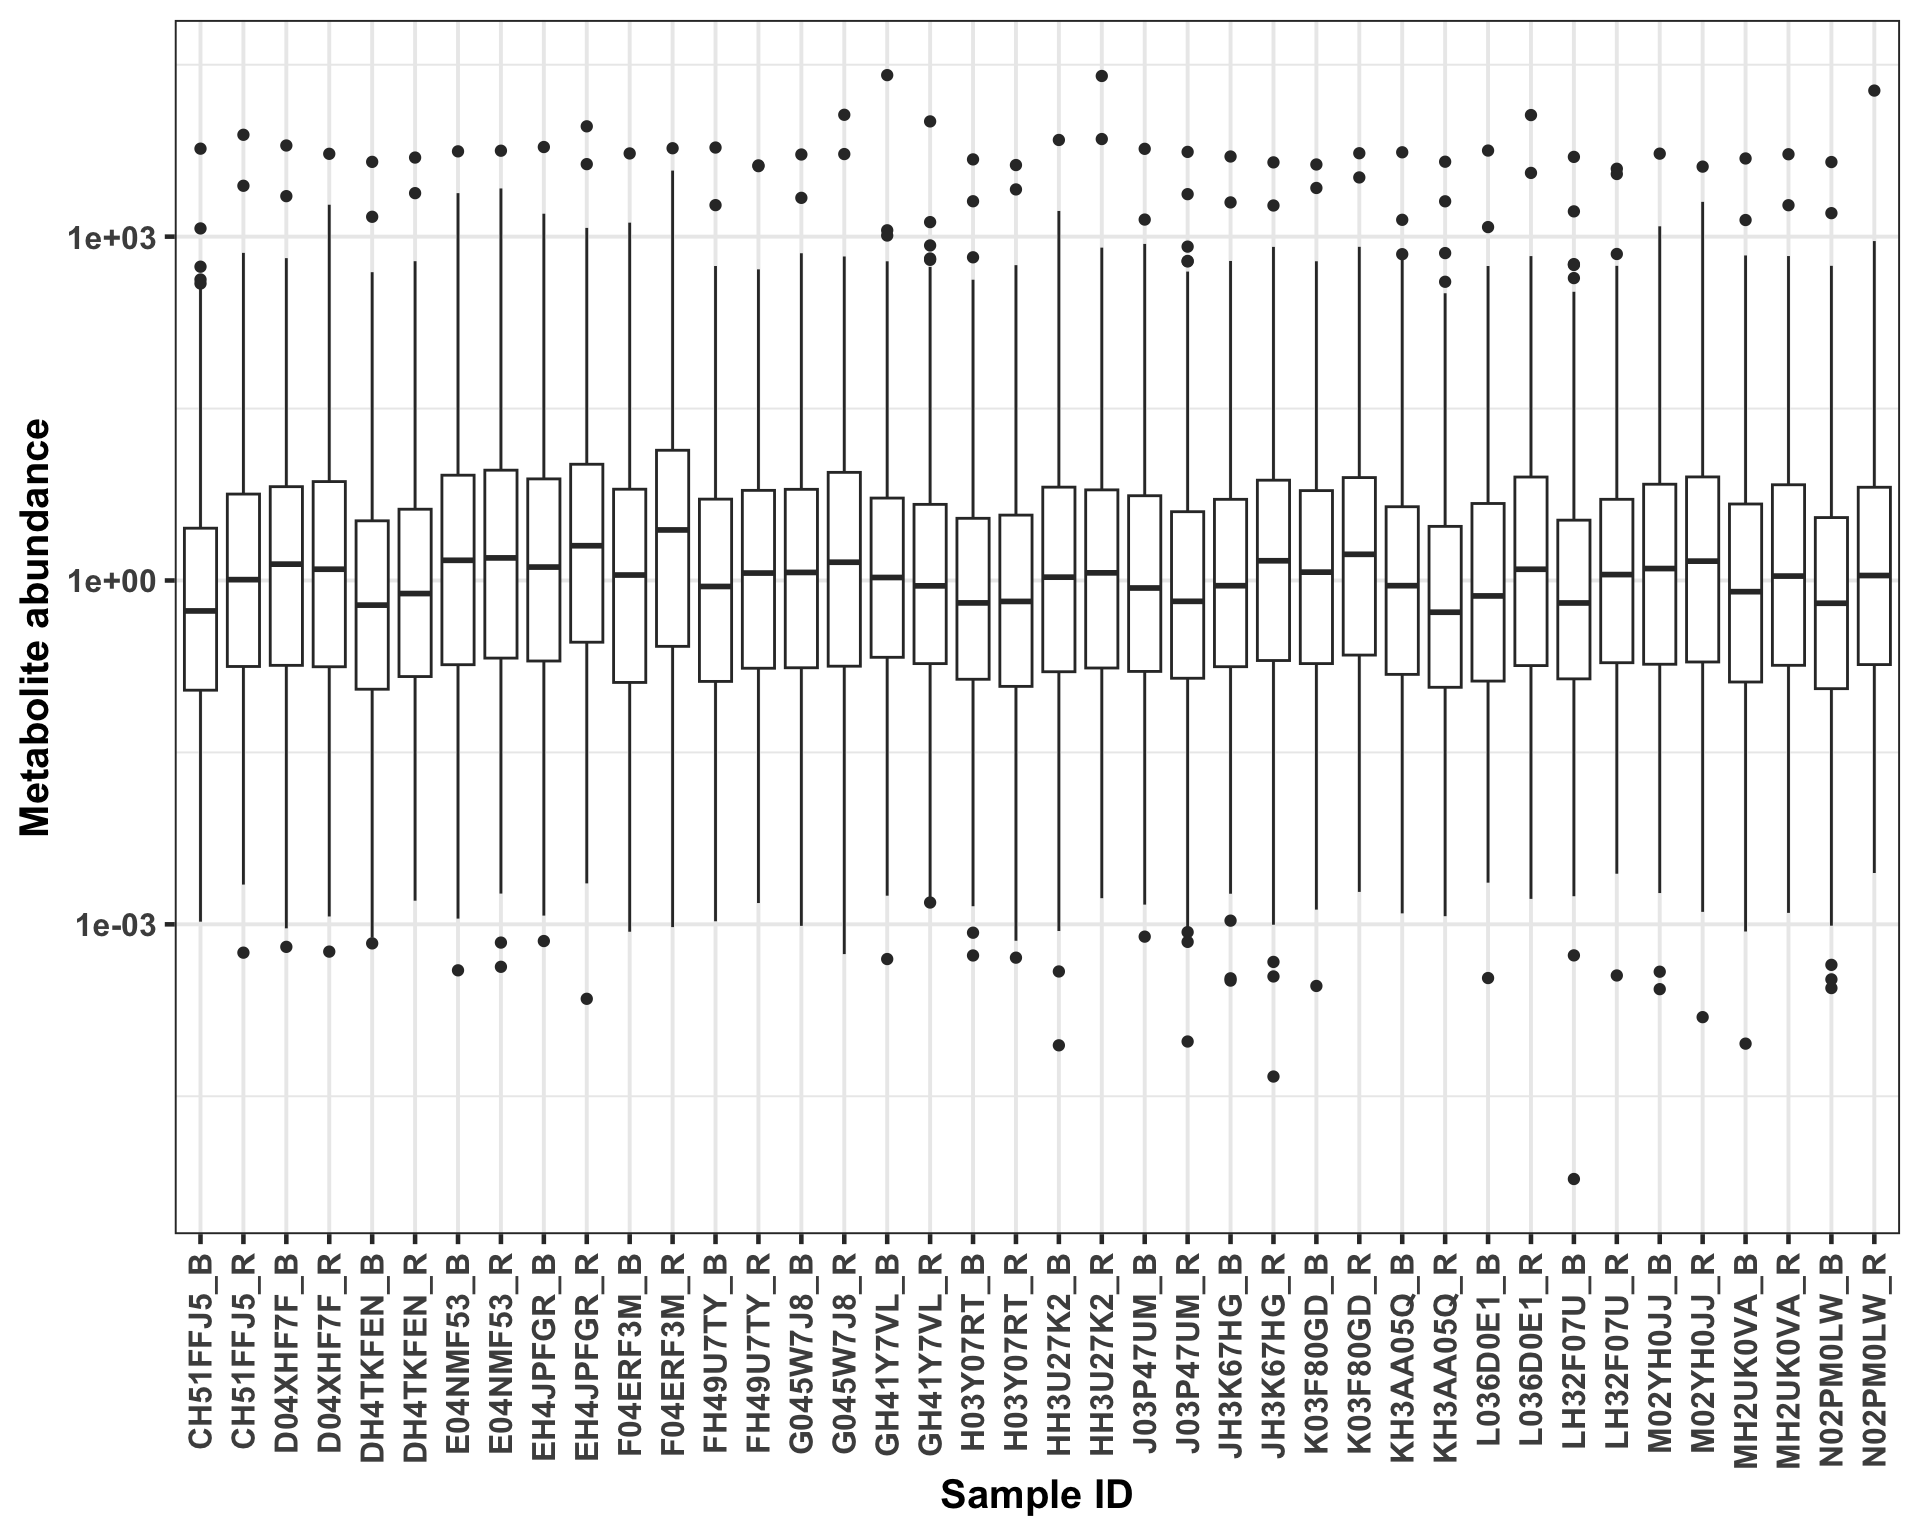 Metabolite abundance
1e+03
1e+00
1e-03
CH51FFJ5_B
CH51FFJ5_R
D04XHF7F_B
D04XHF7F_R
DH4TKFEN_B
DH4TKFEN_R
E04NMF53_B
E04NMF53_R
EH4JPFGR_B
EH4JPFGR_R
F04ERF3M_B
F04ERF3M_R
FH49U7TY_B
FH49U7TY_R
G045W7J8_B
G045W7J8_R
GH41Y7VL_B
GH41Y7VL_R
H03Y07RT_B
H03Y07RT_R
HH3U27K2_B
HH3U27K2_R
J03P47UM_B
J03P47UM_R
JH3K67HG_B
JH3K67HG_R
K03F80GD_B
K03F80GD_R
KH3AA05Q_B
KH3AA05Q_R
L036D0E1_B
L036D0E1_R
LH32F07U_B
LH32F07U_R
M02YH0JJ_B
M02YH0JJ_R
MH2UK0VA_B
MH2UK0VA_R
N02PM0LW_B
N02PM0LW_R
Sample ID